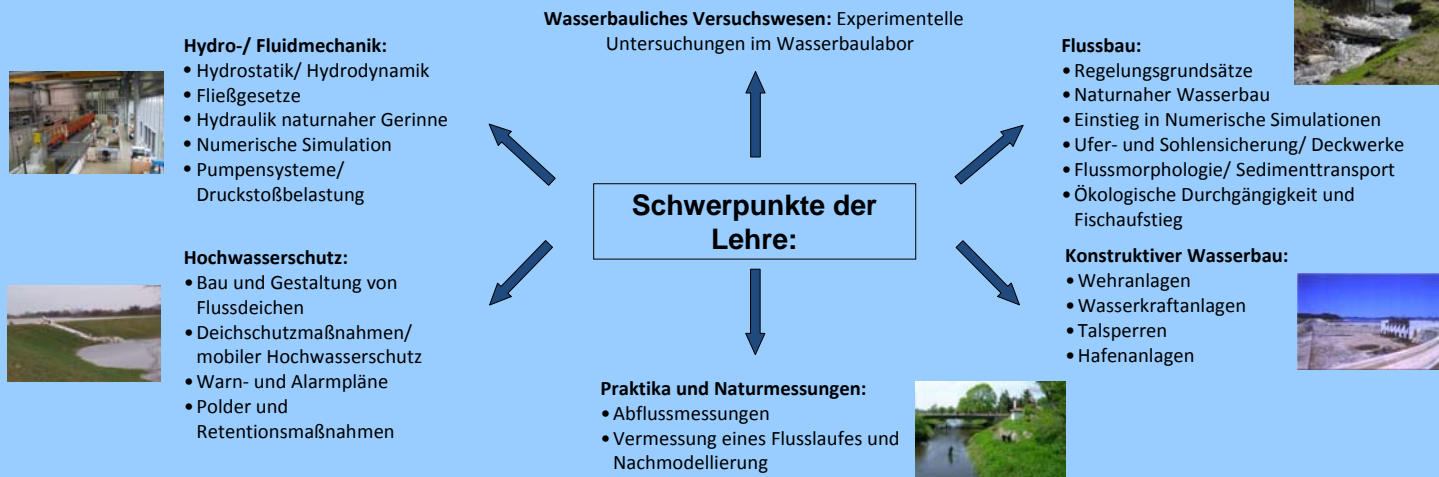 Wasserbauliches Versuchswesen: Experimentelle
Untersuchungen im Wasserbaulabor
Hydro-/ Fluidmechanik:
• Hydrostatik/ Hydrodynamik
• Fließgesetze
• Hydraulik naturnaher Gerinne
• Numerische Simulation
• Pumpensysteme/
Druckstoßbelastung
Flussbau:
• Regelungsgrundsätze
• Naturnaher Wasserbau
• Einstieg in Numerische Simulationen
• Ufer- und Sohlensicherung/ Deckwerke
• Flussmorphologie/ Sedimenttransport
• Ökologische Durchgängigkeit und
Fischaufstieg
Schwerpunkte der
Lehre:
Hochwasserschutz:
• Bau und Gestaltung von
Flussdeichen
• Deichschutzmaßnahmen/
mobiler Hochwasserschutz
• Warn- und Alarmpläne
• Polder und
Retentionsmaßnahmen
Konstruktiver Wasserbau:
• Wehranlagen
• Wasserkraftanlagen
• Talsperren
• Hafenanlagen
Praktika und Naturmessungen:
• Abflussmessungen
• Vermessung eines Flusslaufes und
Nachmodellierung